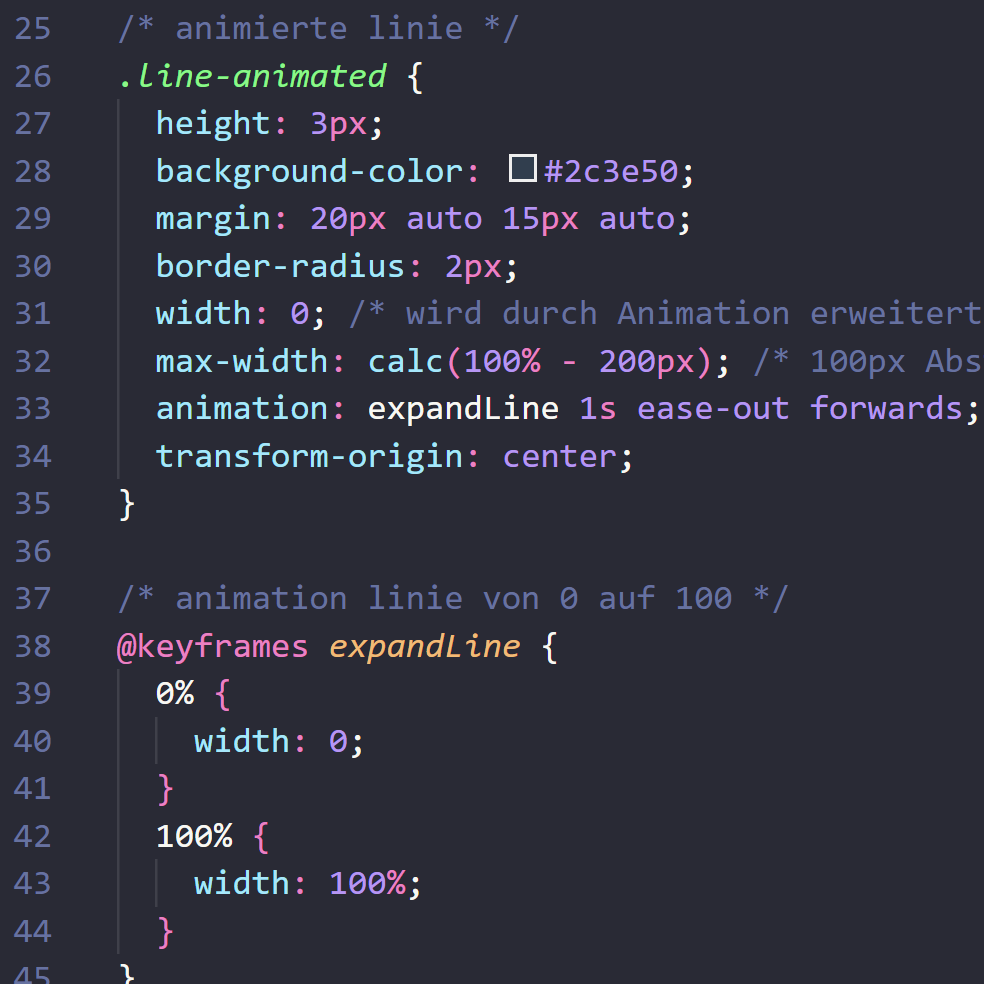 25 /* animierte linie */
26 .line-animated {
27 height: 3px;
28 background-color: #2c3e50;
29 margin: 20px auto 15px auto;
30 border-radius: 2px;
31 width: 0; /* wird durch Animation erweitert
32 max-width: calc(100% - 200px); /* 100px Abs
33 animation: expandLine 1s ease-out forwards;
34 transform-origin: center;
35 }
36
37 /* animation linie von 0 auf 100 */
38 @keyframes expandLine {
39 0% {
40 width: 0;
41 }
42 100% {
43 width: 100%;
44 }
45 }